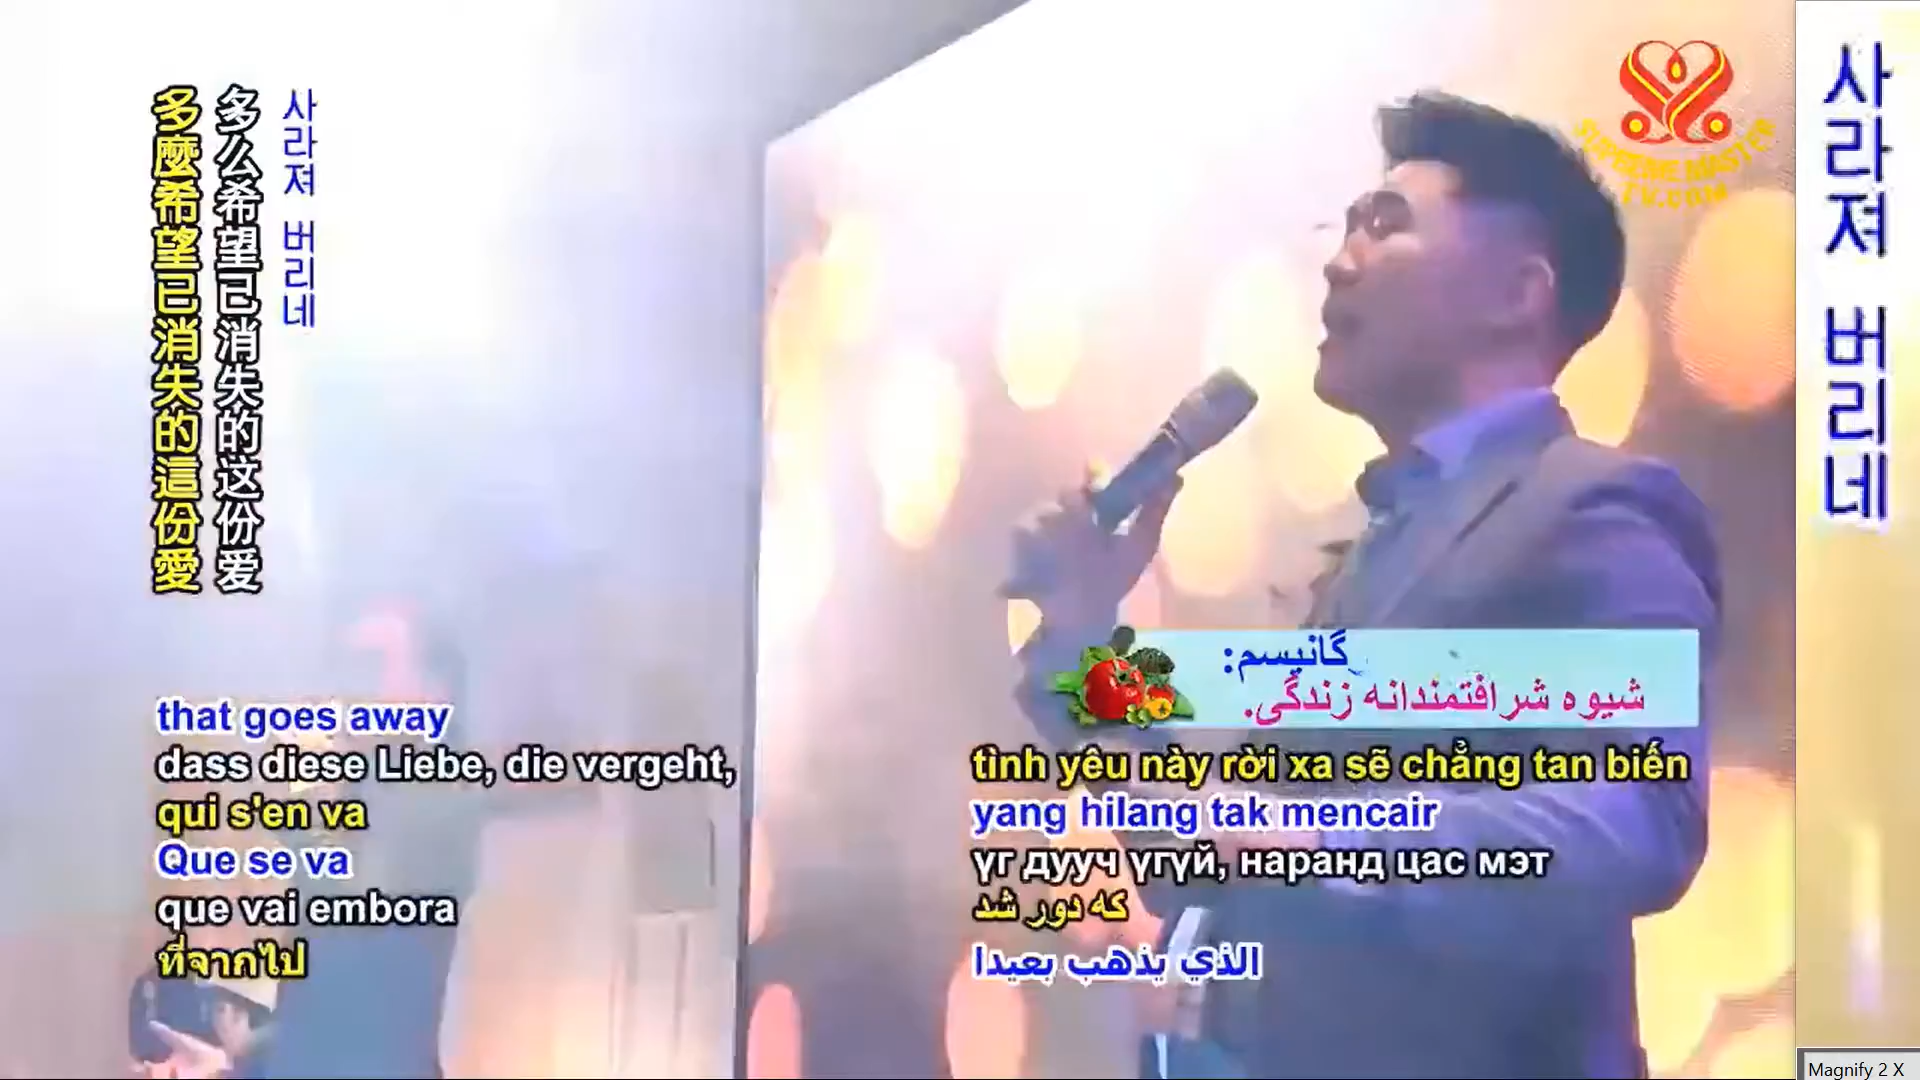 多麼希望已消失的這份愛
多么希望已消失的这份爱
사라져 버리네
SUPREME MASTER
TV.COM
사라져 버리네
گانیسم:
شیوه شرافتمندانه زندگی.
that goes away
dass diese Liebe, die vergeht,
qui s'en va
Que se va
que vai embora
ที่จากไป
tình yêu này rời xa sẽ chẳng tan biến
yang hilang tak mencair
үг дууч үгүй, наранд цас мэт
که دور شد
الذي يذهب بعيدا
Magnify 2 X